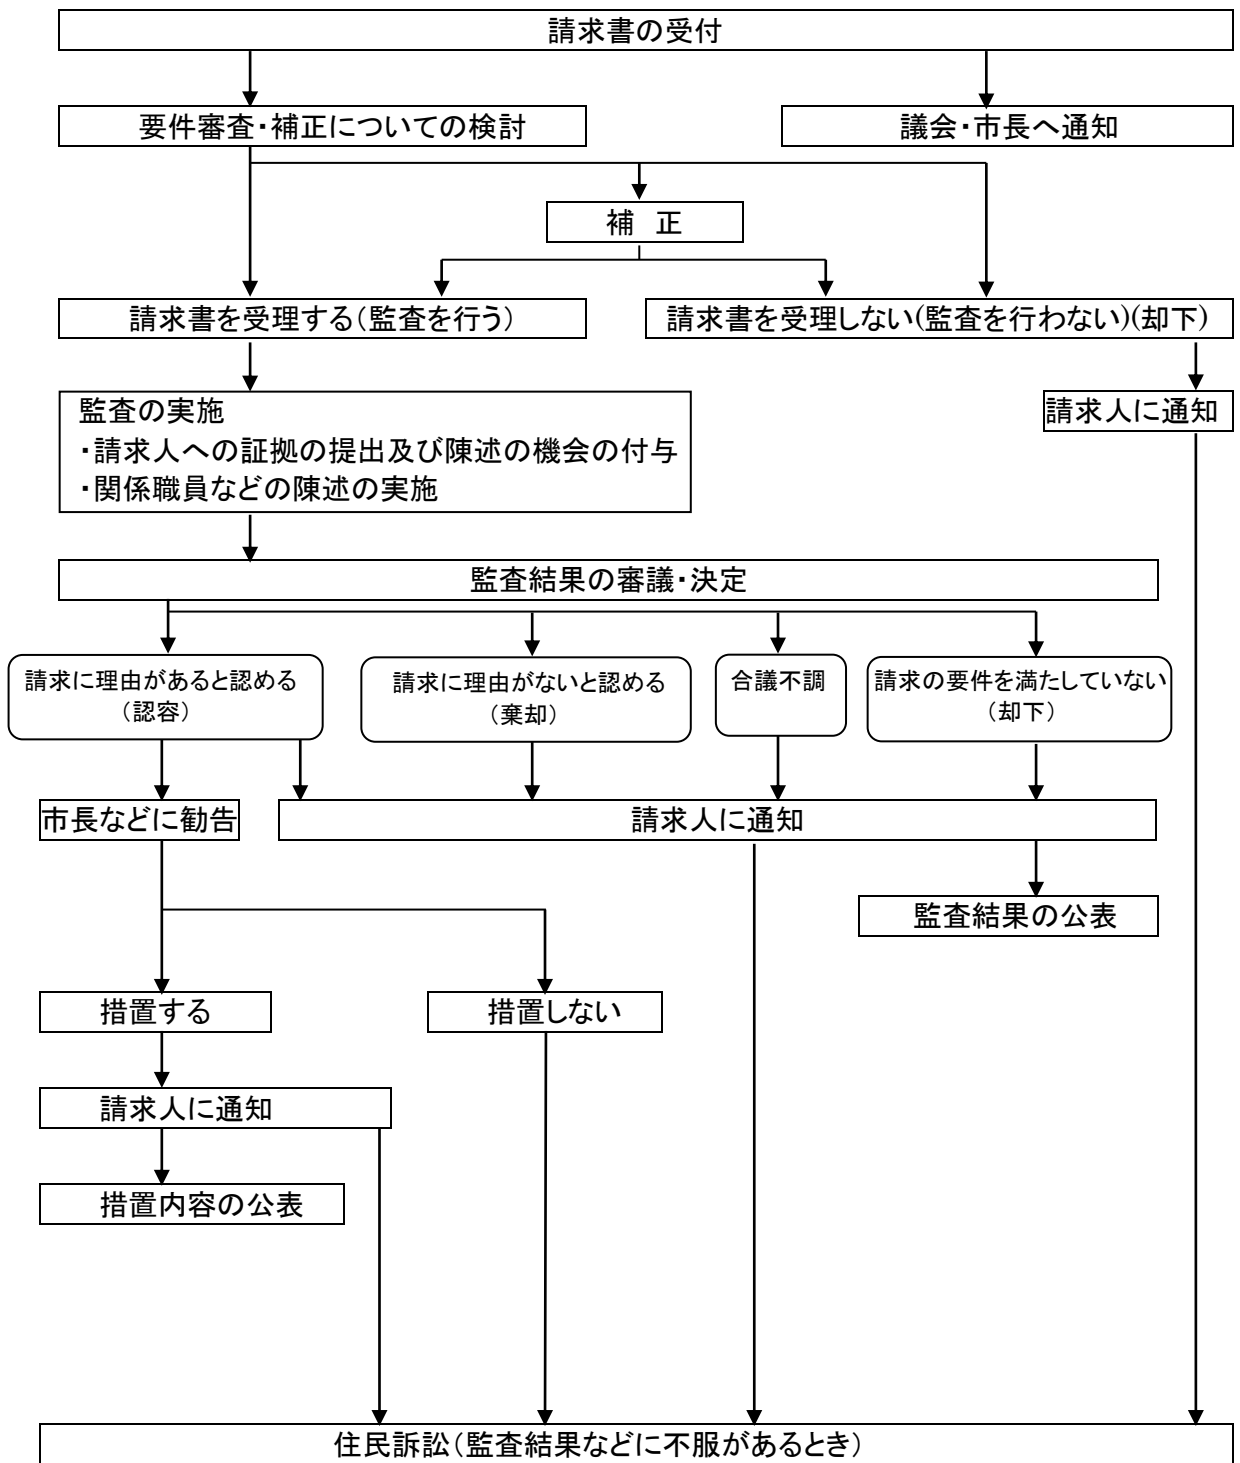 請求書の受付
要件審査・補正についての検討
議会・市長へ通知
補 正
請求書を受理する（監査を行う）
請求書を受理しない(監査を行わない)(却下）
監査の実施
・請求人への証拠の提出及び陳述の機会の付与
・関係職員などの陳述の実施
請求人に通知
監査結果の審議・決定
請求に理由があると認める
（認容）
請求に理由がないと認める
（棄却）
合議不調
請求の要件を満たしていない
（却下）
市長などに勧告
請求人に通知
監査結果の公表
措置する
措置しない
請求人に通知
措置内容の公表
住民訴訟（監査結果などに不服があるとき）